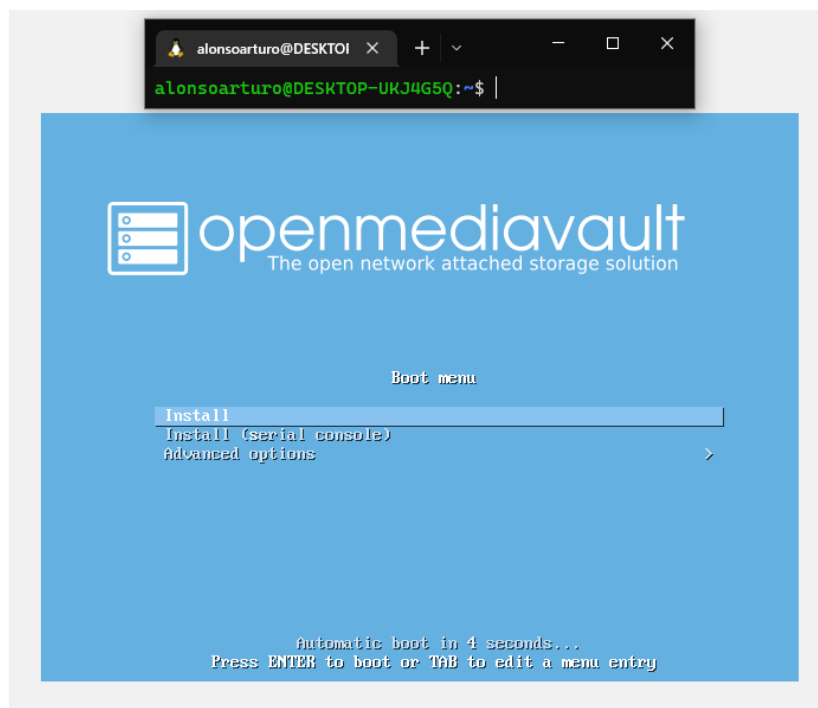 alonsoarturo@DESKTOI
alonsoarturo@DESKTOP-UKJ4G5Q:~$
openmediavault
The open network attached storage solution
Boot menu
Install
Install (serial console)
Advanced options >
Automatic boot in 4 seconds...
Press ENTER to boot or TAB to edit a menu entry